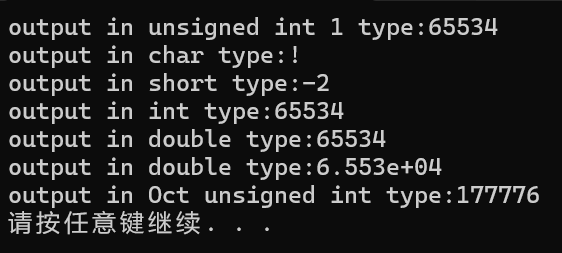 output in unsigned int 1 type:65534
output in char type:!
output in short type:-2
output in int type:65534
output in double type:65534
output in double type:6.553e+04
output in Oct unsigned int type:177776
请按任意键继续. . .